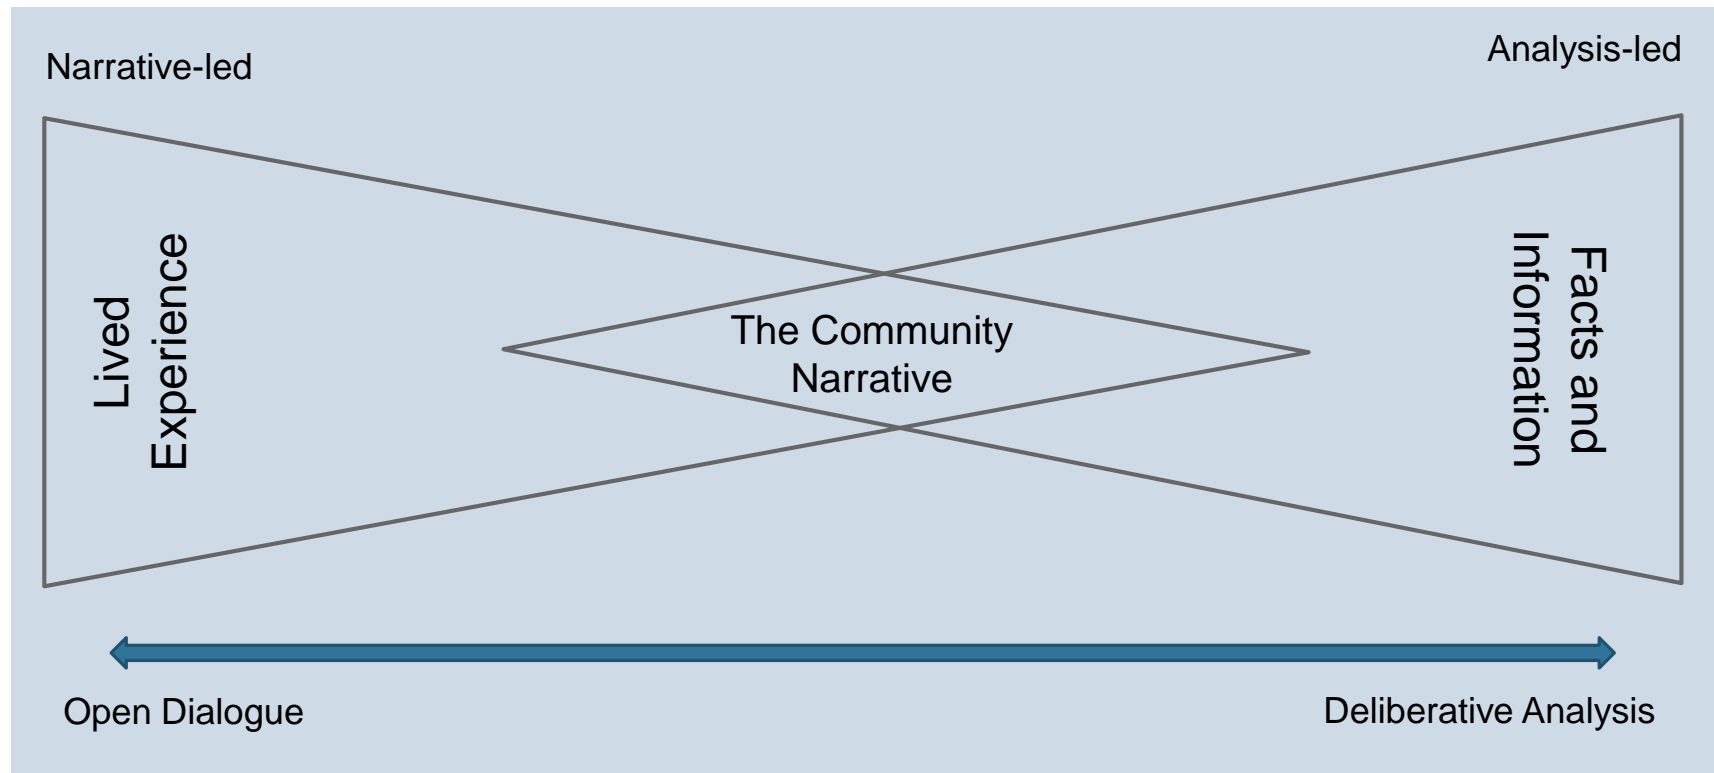 Narrative-led
Analysis-led
Lived
Experience
The Community
Narrative
Facts and
Information
Open Dialogue
Deliberative Analysis